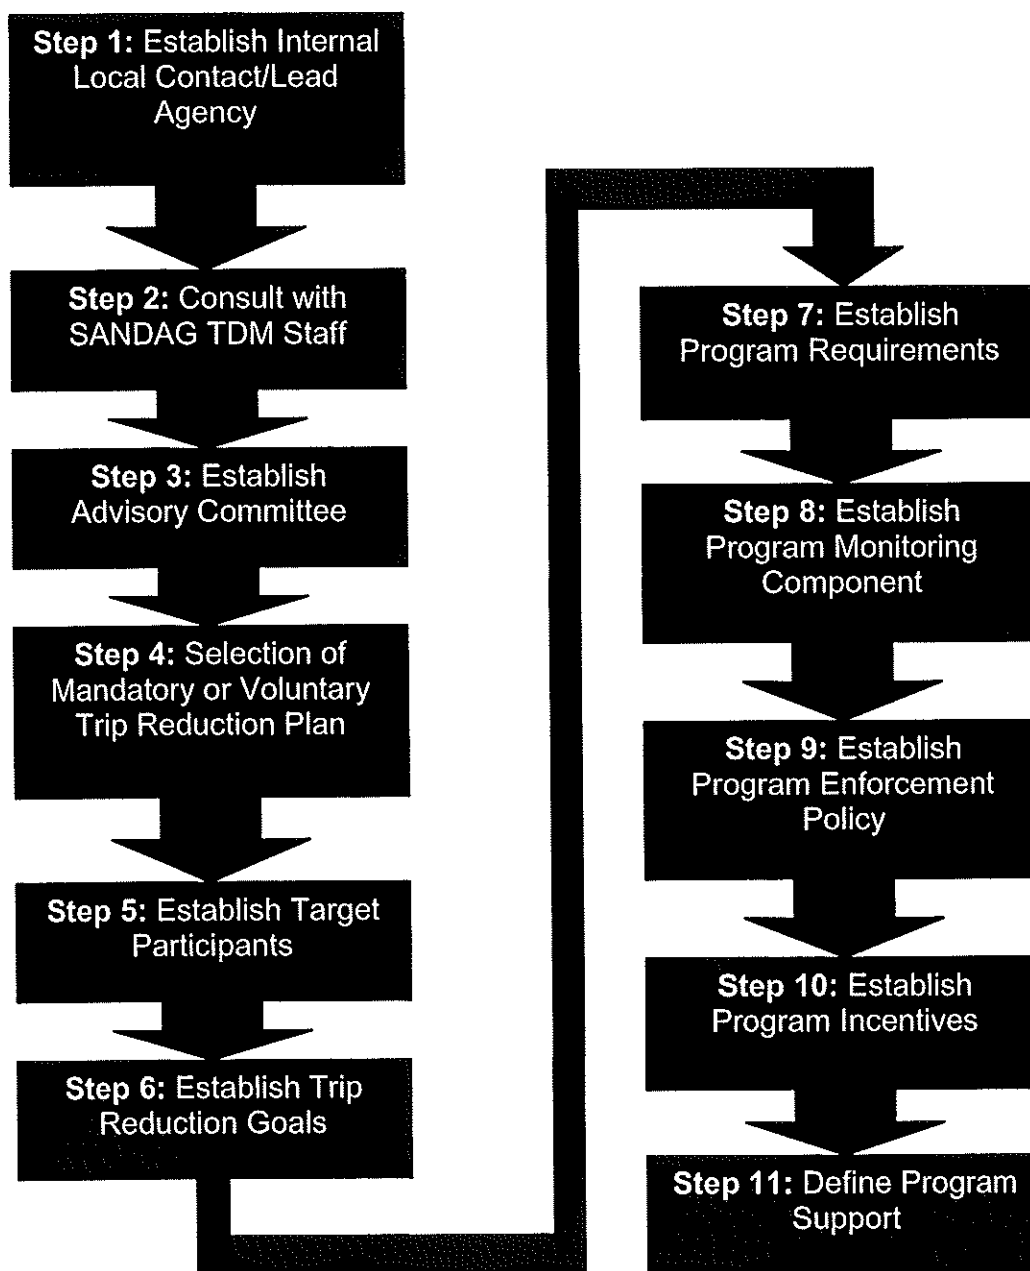 Step 1: Establish Internal
Local Contact/Lead
Agency
Step 2: Consult with
SANDAG TDM Staff
Step 3: Establish
Advisory Committee
Step 4: Selection of
Mandatory or Voluntary
Trip Reduction Plan
Step 5: Establish Target
Participants
Step 6: Establish Trip
Reduction Goals
Step 7: Establish
Program Requirements
Step 8: Establish
Program Monitoring
Component
Step 9: Establish
Program Enforcement
Policy
Step 10: Establish
Program Incentives
Step 11: Define Program
Support